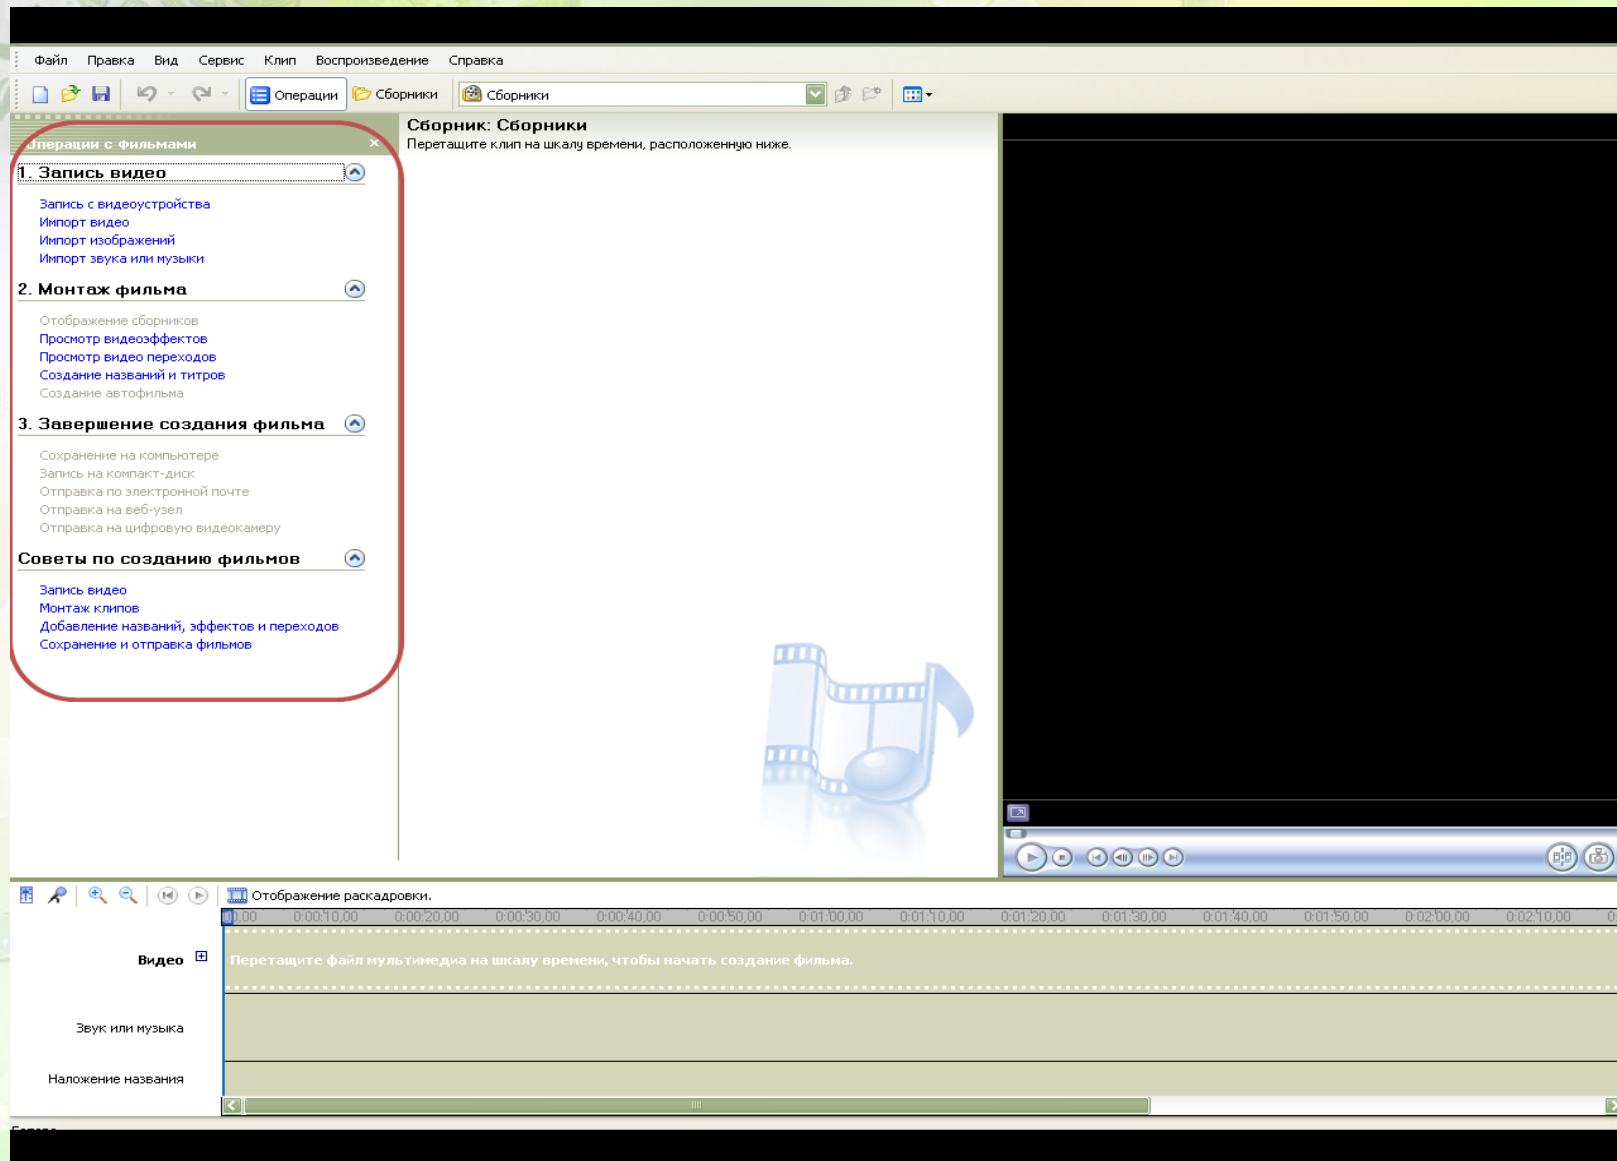 Файл Правка Вид Сервис Клип Воспроизведение Справка
Операции Сборники Сборники
Операции с фильмами
1. Запись видео
Запись с видеоустройства
Импорт видео
Импорт изображений
Импорт звука или музыки
2. Монтаж фильма
Отображение сборников
Просмотр видеоэффектов
Просмотр видео переходов
Создание названий и титров
Создание автофильма
3. Завершение создания фильма
Сохранение на компьютере
Запись на компакт-диск
Отправка по электронной почте
Отправка на веб-узел
Отправка на цифровую видеокамеру
Советы по созданию фильмов
Запись видео
Монтаж клипов
Добавление названий, эффектов и переходов
Сохранение и отправка фильмов
Сборник: Сборники
Перетащите клип на шкалу времени, расположенную ниже.
Отображение раскадровки.
0:00:10,00 0:00:20,00 0:00:30,00 0:00:40,00 0:00:50,00 0:01:00,00 0:01:10,00 0:01:20,00 0:01:30,00 0:01:40,00 0:01:50,00 0:02:00,00 0:02:10,00
Видео
Перетащите файл мультимедиа на шкалу времени, чтобы начать создание фильма.
Звук или музыка
Наложение названия